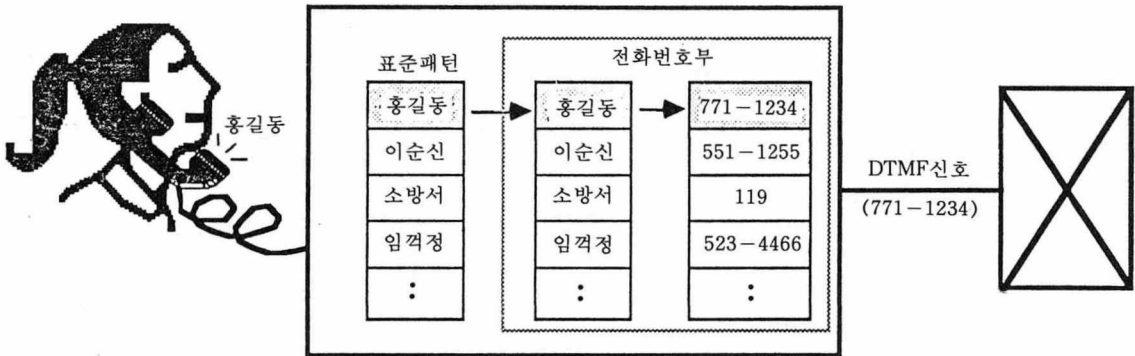 홍길동
표준패턴
홍길동
이순신
소방서
임꺽정
:
전화번호부
홍길동 771-1234
이순신 551-1255
소방서 119
임꺽정 523-4466
: :
DTMF신호
(771-1234)